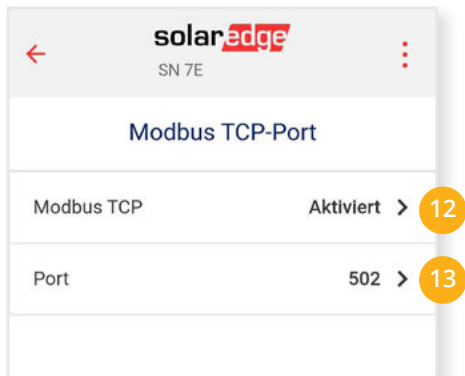 solaredge
SN 7E
Modbus TCP-Port
Modbus TCP Aktiviert 12
Port 502 13